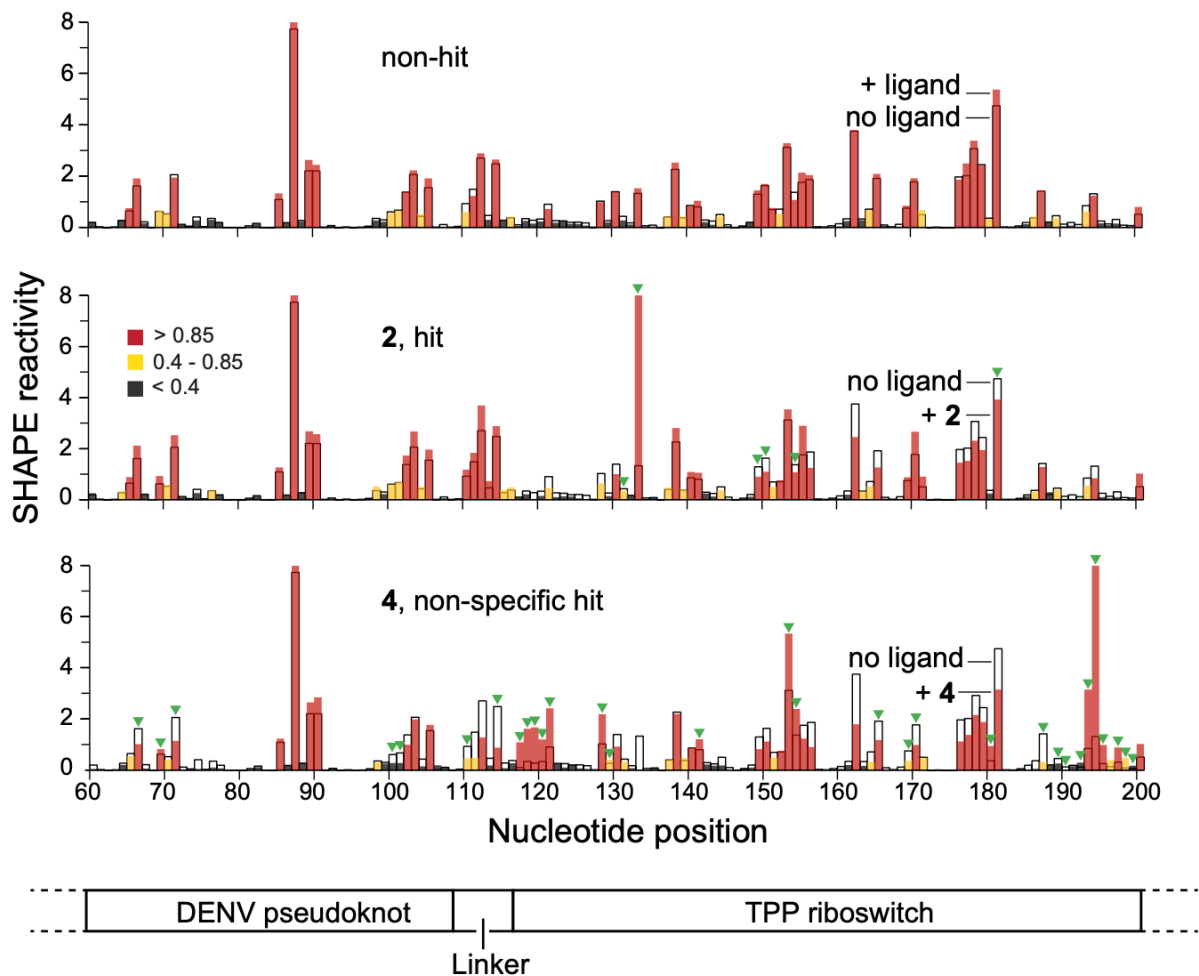 8
non-hit
6
+ ligand
4
no ligand
2
0
8
> 0.85
2, hit
6
0.4 - 0.85
< 0.4
no ligand
4
+ 2
2
0
SHAPE reactivity
8
4, non-specific hit
6
no ligand
4
+ 4
2
0
60 70 80 90 100 110 120 130 140 150 160 170 180 190 200
Nucleotide position
DENV pseudoknot
TPP riboswitch
Linker